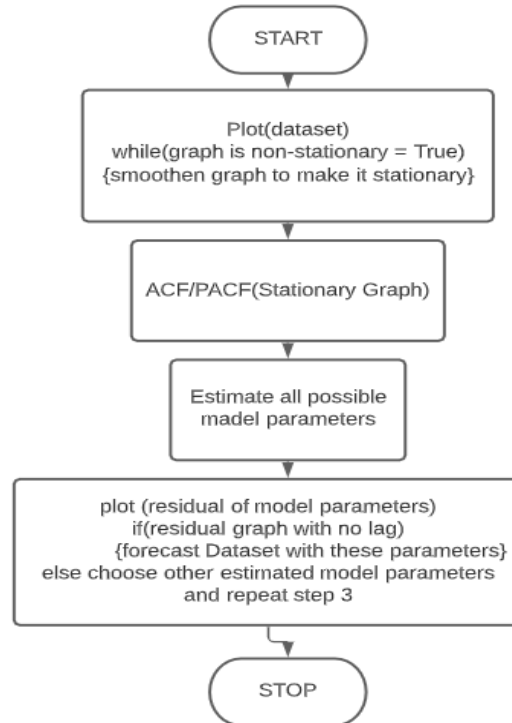 START
Plot(dataset)
while(graph is non-stationary = True)
{smoothen graph to make it stationary}
ACF/PACF(Stationary Graph)
Estimate all possible
madel parameters
plot (residual of model parameters)
if(residual graph with no lag)
{forecast Dataset with these parameters}
else choose other estimated model parameters
and repeat step 3
STOP